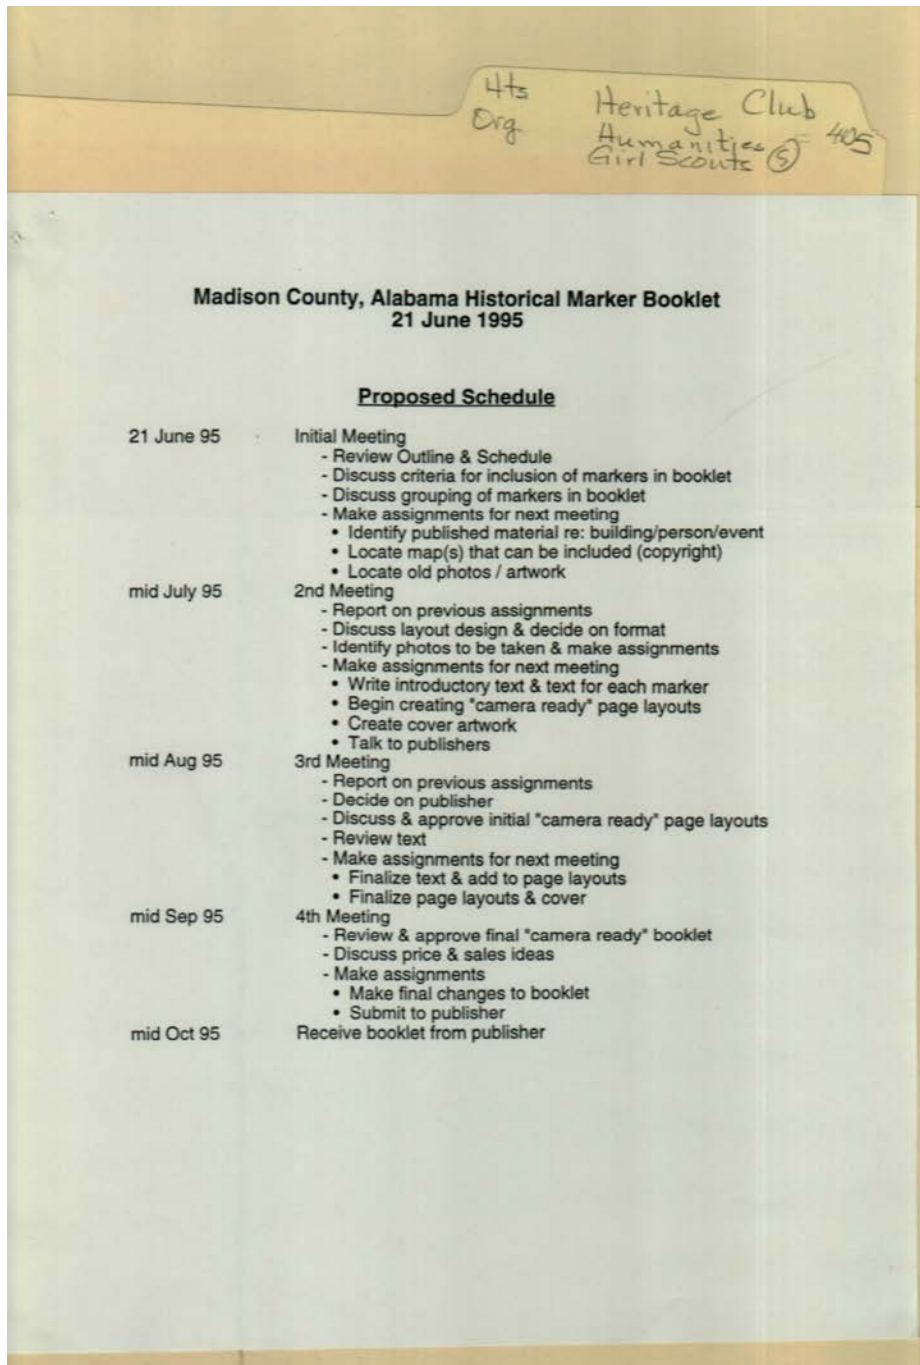 Hts Heritage Club
Org Humanities - 405
Girl Scouts (5)
Madison County, Alabama Historical Marker Booklet
21 June 1995
Proposed Schedule
21 June 95 Initial Meeting
- Review Outline & Schedule
- Discuss criteria for inclusion of markers in booklet
- Discuss grouping of markers in booklet
- Make assignments for next meeting
• Identify published material re: building/person/event
• Locate map(s) that can be included (copyright)
• Locate old photos / artwork
mid July 95 2nd Meeting
- Report on previous assignments
- Discuss layout design & decide on format
- Identify photos to be taken & make assignments
- Make assignments for next meeting
• Write introductory text & text for each marker
• Begin creating "camera ready" page layouts
• Create cover artwork
• Talk to publishers
mid Aug 95 3rd Meeting
- Report on previous assignments
- Decide on publisher
- Discuss & approve initial "camera ready" page layouts
- Review text
- Make assignments for next meeting
• Finalize text & add to page layouts
• Finalize page layouts & cover
mid Sep 95 4th Meeting
- Review & approve final "camera ready" booklet
- Discuss price & sales ideas
- Make assignments
• Make final changes to booklet
• Submit to publisher
mid Oct 95 Receive booklet from publisher